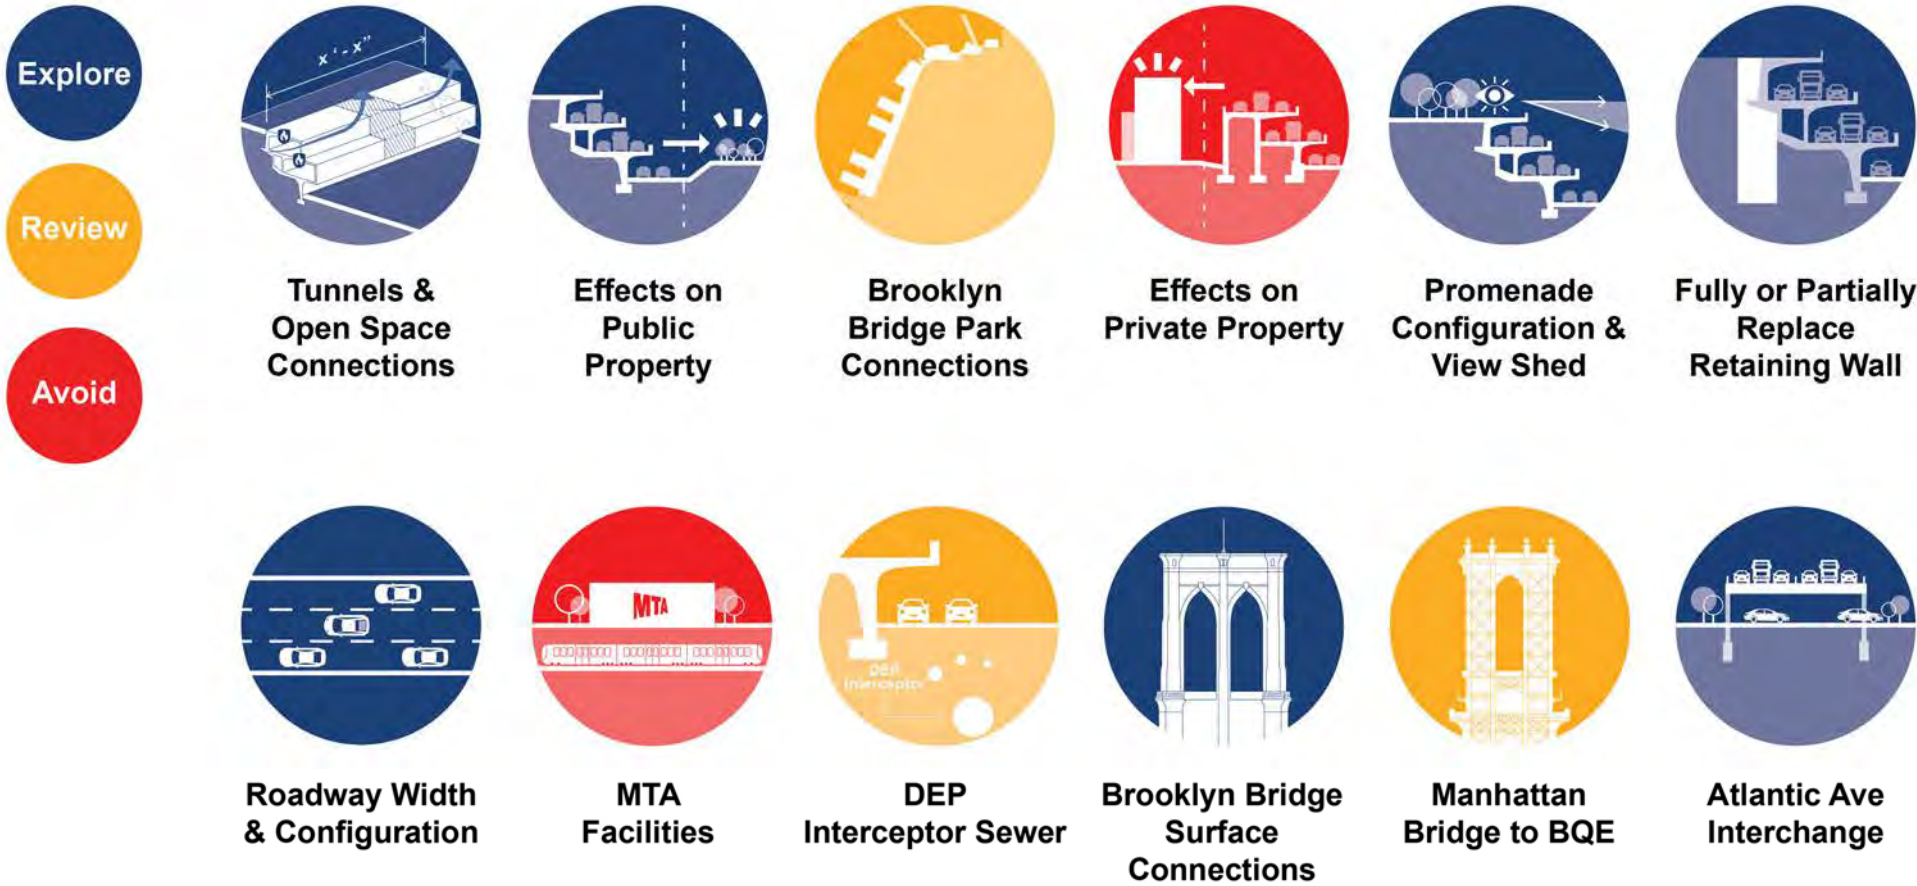 Explore
Review
Avoid
x'-x"
Tunnels &
Open Space
Connections
Effects on
Public
Property
Brooklyn
Bridge Park
Connections
Effects on
Private Property
Promenade
Configuration &
View Shed
Fully or Partially
Replace
Retaining Wall
Roadway Width
& Configuration
MTA
MTA
Facilities
DEP
Interceptor
DEP
Interceptor Sewer
Brooklyn Bridge
Surface
Connections
Manhattan
Bridge to BQE
Atlantic Ave
Interchange